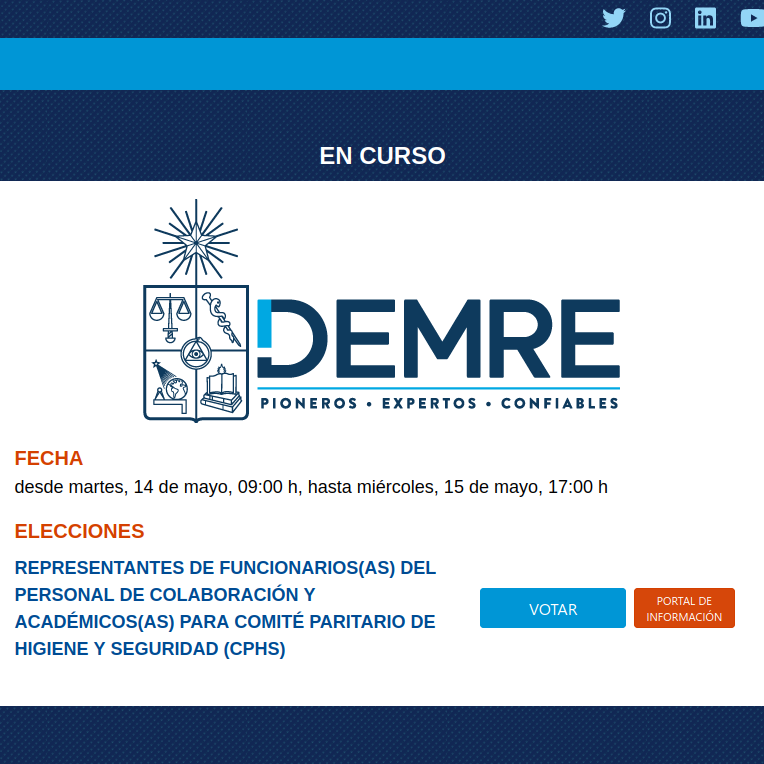 EN CURSO
DEMRE
PIONEROS • EXPERTOS • CONFIABLES
FECHA
desde martes, 14 de mayo, 09:00 h, hasta miércoles, 15 de mayo, 17:00 h
ELECCIONES
REPRESENTANTES DE FUNCIONARIOS(AS) DEL
PERSONAL DE COLABORACIÓN Y
ACADÉMICOS(AS) PARA COMITÉ PARITARIO DE
HIGIENE Y SEGURIDAD (CPHS)
VOTAR
PORTAL DE
INFORMACIÓN